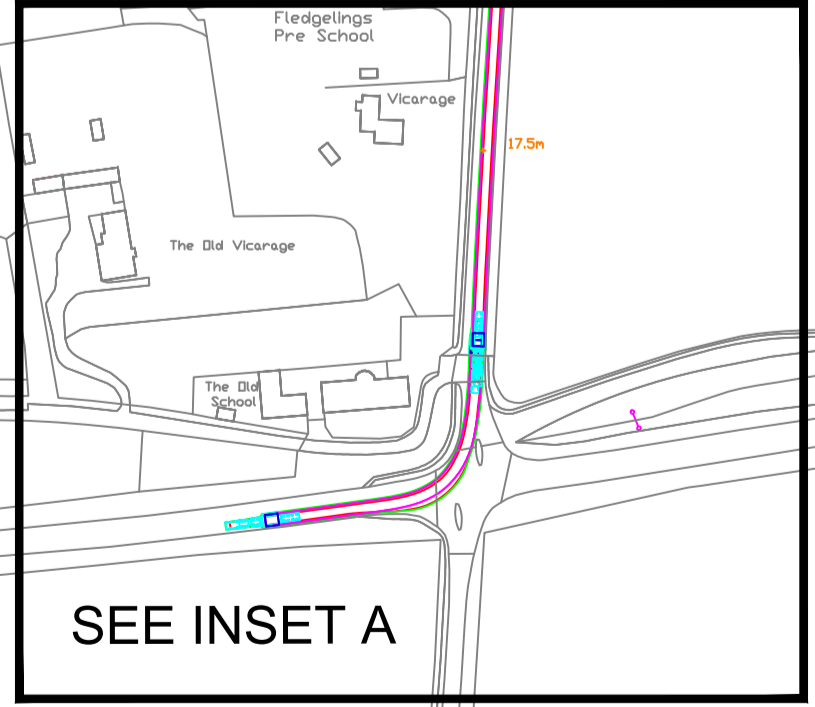 Fledgelings
Pre School
Vicarage
17.5m
The Old Vicarage
The Old
School
SEE INSET A